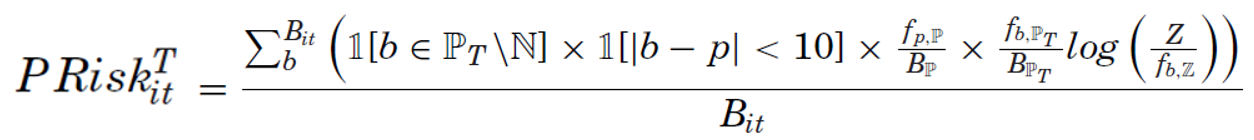 $PRisk_{it}^{T} = \frac{\sum_{b}^{B_{it}} \left( \mathbb{1}[b \in \mathbb{P}_T \backslash \mathbb{N}] \times \mathbb{1}[|b - p| < 10] \times \frac{f_{p,\mathbb{P}}}{B_{\mathbb{P}}} \times \frac{f_{b,\mathbb{P}_T}}{B_{\mathbb{P}_T}} log \left( \frac{Z}{f_{b,\mathbb{Z}}} \right) \right)}{B_{it}}$